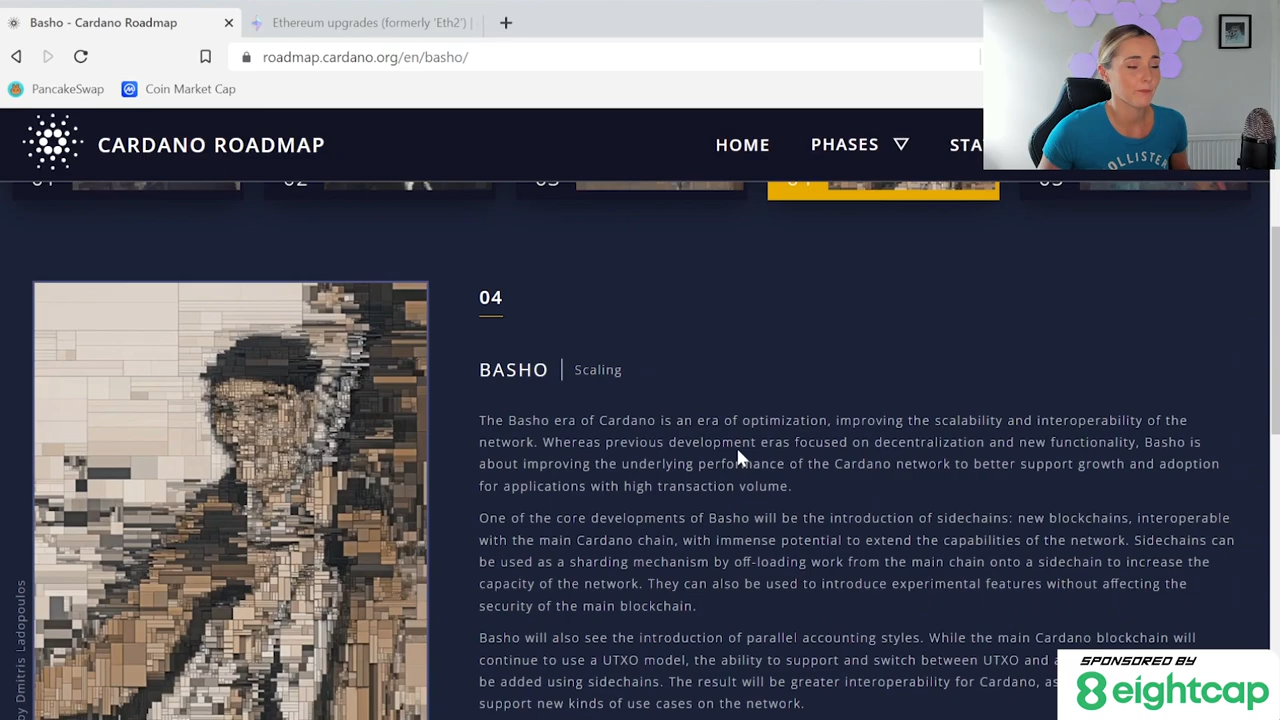 Basho - Cardano Roadmap
Ethereum upgrades (formerly 'Eth2') |
roadmap.cardano.org/en/basho/
PancakeSwap
Coin Market Cap
CARDANO ROADMAP
HOME
PHASES
STA
HOLLISTER
04
BASHO | Scaling
The Basho era of Cardano is an era of optimization, improving the scalability and interoperability of the
network. Whereas previous development eras focused on decentralization and new functionality, Basho is
about improving the underlying performance of the Cardano network to better support growth and adoption
for applications with high transaction volume.
One of the core developments of Basho will be the introduction of sidechains: new blockchains, interoperable
with the main Cardano chain, with immense potential to extend the capabilities of the network. Sidechains can
be used as a sharding mechanism by off-loading work from the main chain onto a sidechain to increase the
capacity of the network. They can also be used to introduce experimental features without affecting the
security of the main blockchain.
Basho will also see the introduction of parallel accounting styles. While the main Cardano blockchain will
continue to use a UTXO model, the ability to support and switch between UTXO and
be added using sidechains. The result will be greater interoperability for Cardano, as
support new kinds of use cases on the network.
by Dmitris Ladopoulos
SPONSORED BY
8 eightcap